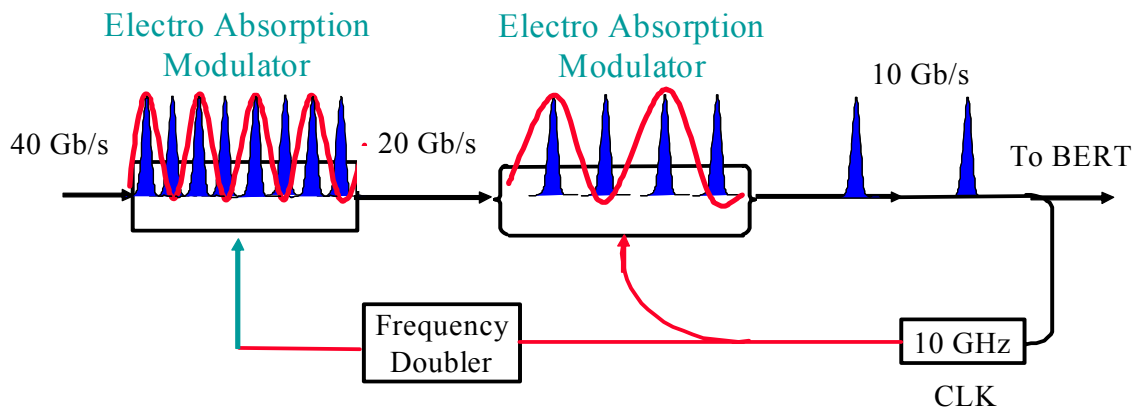 Electro Absorption
Modulator
Electro Absorption
Modulator
10 Gb/s
40 Gb/s
20 Gb/s
To BERT
Frequency
Doubler
10 GHz
CLK